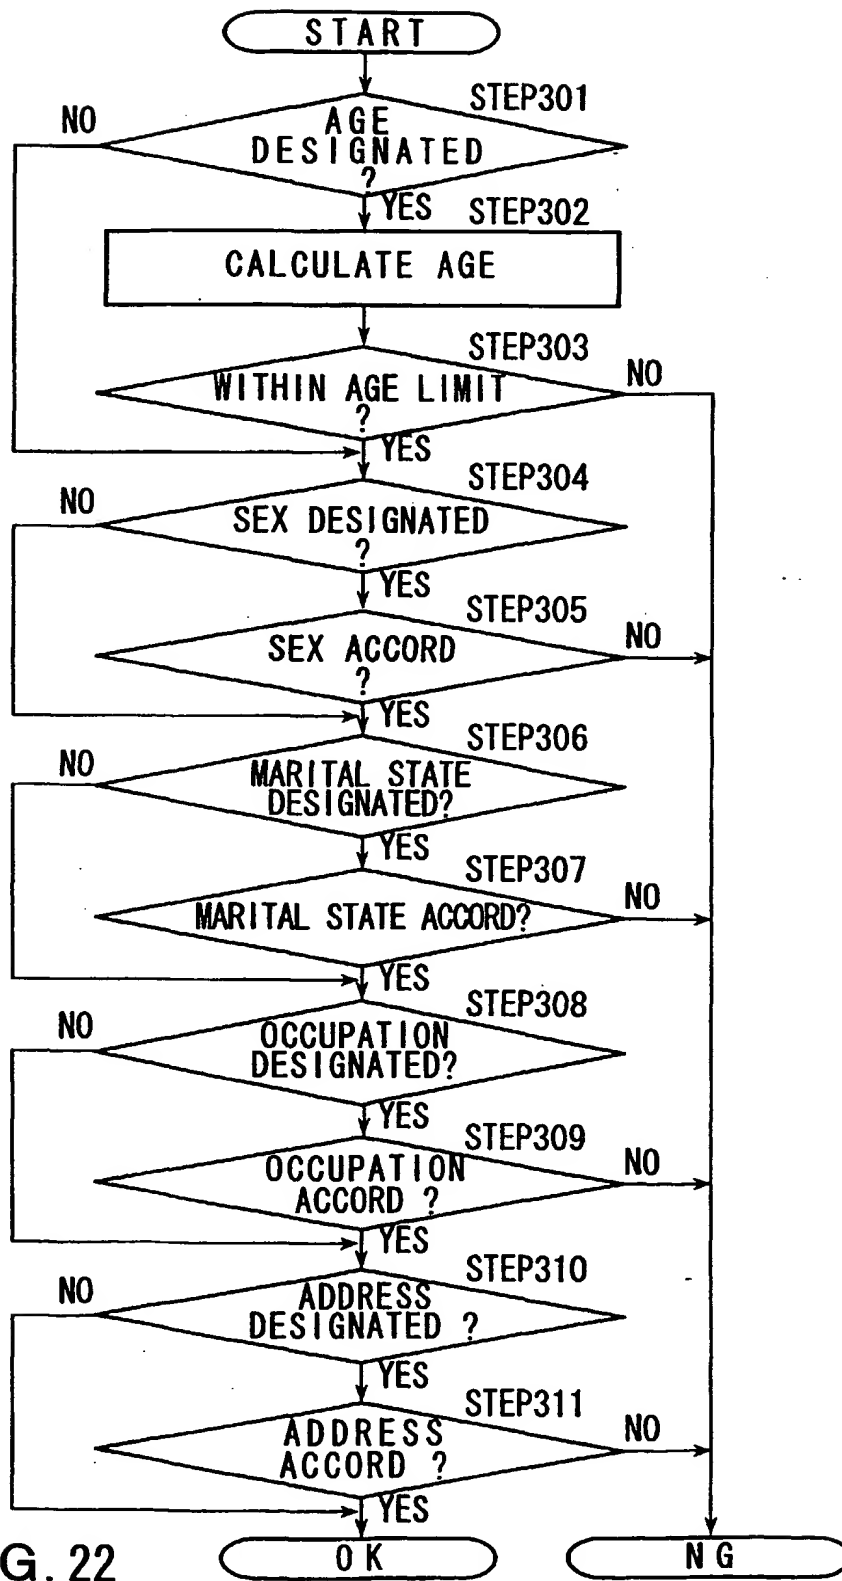 START
STEP301
NO
AGE
DESIGNATED
?
YES
STEP302
CALCULATE AGE
STEP303
WITHIN AGE LIMIT
?
NO
YES
STEP304
NO
SEX DESIGNATED
?
YES
STEP305
SEX ACCORD
?
NO
YES
STEP306
NO
MARITAL STATE
DESIGNATED?
YES
STEP307
MARITAL STATE ACCORD?
NO
YES
STEP308
NO
OCCUPATION
DESIGNATED?
YES
STEP309
OCCUPATION
ACCORD ?
NO
YES
STEP310
NO
ADDRESS
DESIGNATED ?
YES
STEP311
ADDRESS
ACCORD ?
NO
YES
G. 22
OK
NG